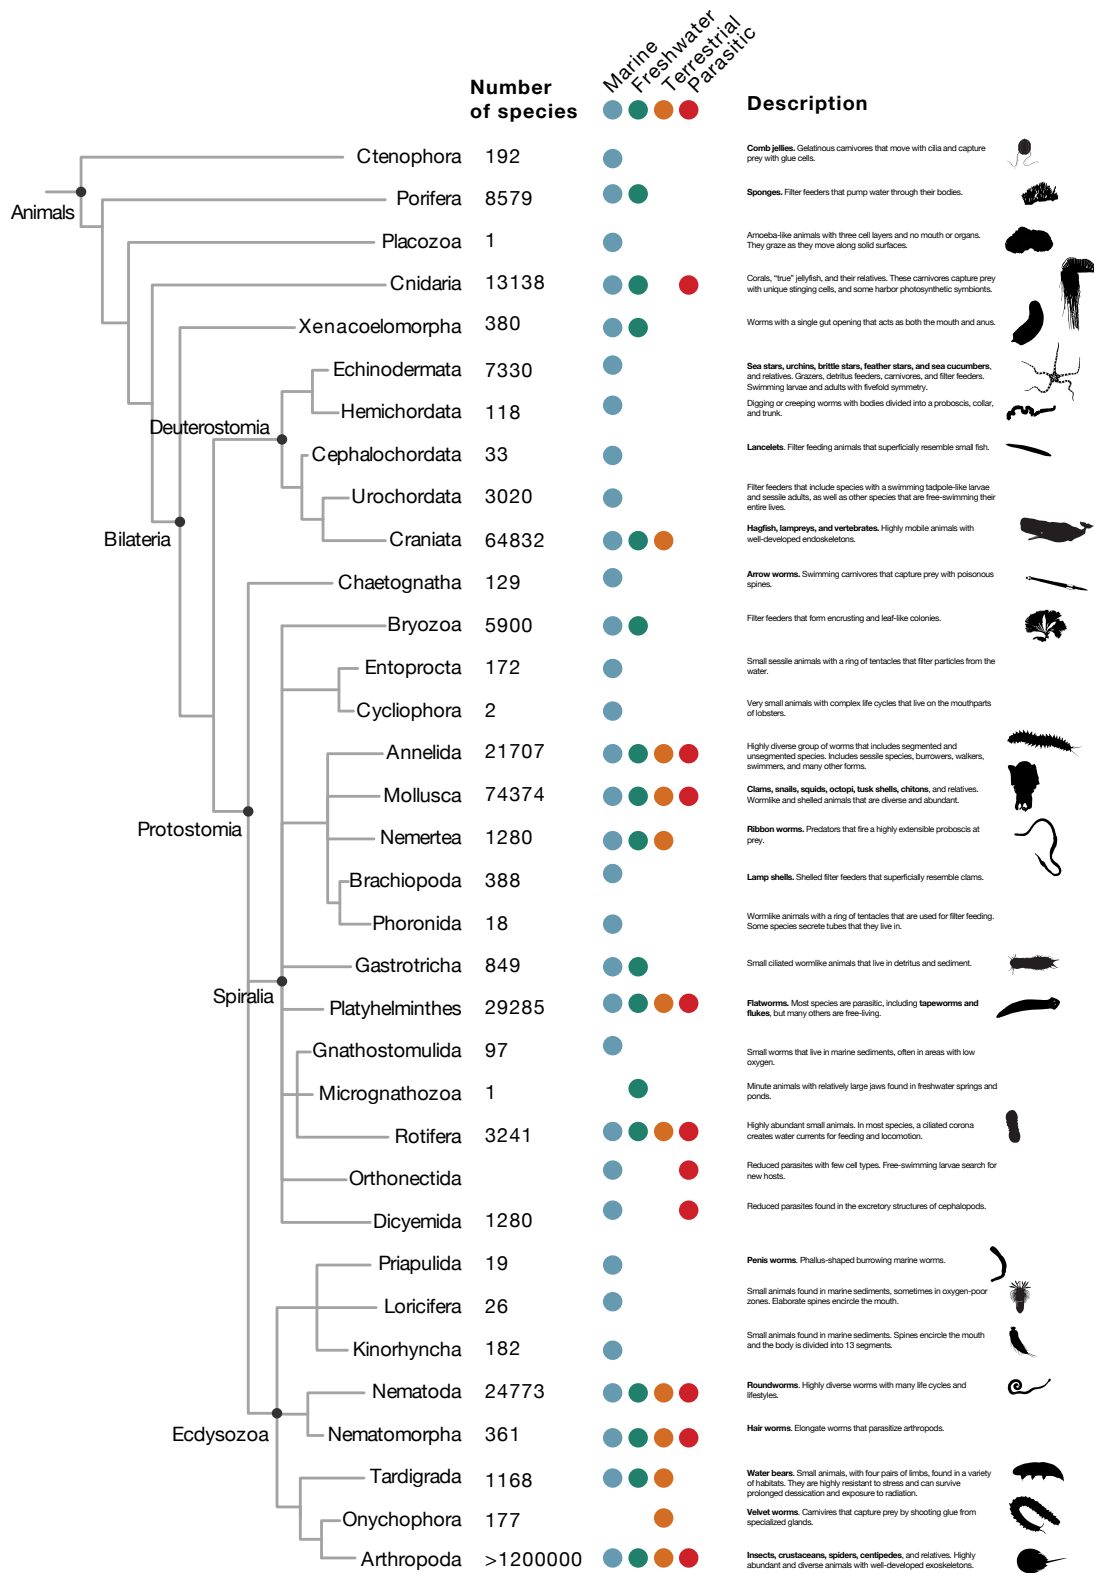 Marine
Freshwater
Terrestrial
Parasitic
Number
of species
Description
Animals
Ctenophora 192
Comb jellies. Gelatinous carnivores that move with cilia and capture
prey with glue cells.
Porifera 8579
Sponges. Filter feeders that pump water through their bodies.
Placozoa 1
Amoeba-like animals with three cell layers and no mouth or organs.
They graze as they move along solid surfaces.
Cnidaria 13138
Corals, “true” jellyfish, and their relatives. These carnivores capture prey
with unique stinging cells, and some harbor photosynthetic symbionts.
Xenacoelomorpha 380
Worms with a single gut opening that acts as both the mouth and anus.
Echinodermata 7330
Sea stars, urchins, brittle stars, feather stars, and sea cucumbers,
and relatives. Grazers, detritus feeders, carnivores, and filter feeders.
Swimming larvae and adults with fivefold symmetry.
Hemichordata 118
Digging or creeping worms with bodies divided into a proboscis, collar,
and trunk.
Deuterostomia
Cephalochordata 33
Lancelets. Filter feeding animals that superficially resemble small fish.
Urochordata 3020
Filter feeders that include species with a swimming tadpole-like larvae
and sessile adults, as well as other species that are free-swimming their
entire lives.
Bilateria
Craniata 64832
Hagfish, lampreys, and vertebrates. Highly mobile animals with
well-developed endoskeletons.
Chaetognatha 129
Arrow worms. Swimming carnivores that capture prey with poisonous
spines.
Bryozoa 5900
Filter feeders that form encrusting and leaf-like colonies.
Entoprocta 172
Small sessile animals with a ring of tentacles that filter particles from the
water.
Cycliophora 2
Very small animals with complex life cycles that live on the mouthparts
of lobsters.
Annelida 21707
Highly diverse group of worms that includes segmented and
unsegmented species. Includes sessile species, burrowers, walkers,
swimmers, and many other forms.
Mollusca 74374
Clams, snails, squids, octopi, tusk shells, chitons, and relatives.
Wormlike and shelled animals that are diverse and abundant.
Protostomia
Nemertea 1280
Ribbon worms. Predators that fire a highly extensible proboscis at
prey.
Brachiopoda 388
Lamp shells. Shelled filter feeders that superficially resemble clams.
Phoronida 18
Wormlike animals with a ring of tentacles that are used for filter feeding.
Some species secrete tubes that they live in.
Gastrotricha 849
Small ciliated wormlike animals that live in detritus and sediment.
Spiralia
Platyhelminthes 29285
Flatworms. Most species are parasitic, including tapeworms and
flukes, but many others are free-living.
Gnathostomulida 97
Small worms that live in marine sediments, often in areas with low
oxygen.
Micrognathozoa 1
Minute animals with relatively large jaws found in freshwater springs and
ponds.
Rotifera 3241
Highly abundant small animals. In most species, a ciliated corona
creates water currents for feeding and locomotion.
Orthonectida
Reduced parasites with few cell types. Free-swimming larvae search for
new hosts.
Dicyemida 1280
Reduced parasites found in the excretory structures of cephalopods.
Priapulida 19
Penis worms. Phallus-shaped burrowing marine worms.
Loricifera 26
Small animals found in marine sediments, sometimes in oxygen-poor
zones. Elaborate spines encircle the mouth.
Kinorhyncha 182
Small animals found in marine sediments. Spines encircle the mouth
and the body is divided into 13 segments.
Nematoda 24773
Roundworms. Highly diverse worms with many life cycles and
lifestyles.
Ecdysozoa
Nematomorpha 361
Hair worms. Elongate worms that parasitize arthropods.
Tardigrada 1168
Water bears. Small animals, with four pairs of limbs, found in a variety
of habitats. They are highly resistant to stress and can survive
prolonged dessication and exposure to radiation.
Onychophora 177
Velvet worms. Carnivires that capture prey by shooting glue from
specialized glands.
Arthropoda >1200000
Insects, crustaceans, spiders, centipedes, and relatives. Highly
abundant and diverse animals with well-developed exoskeletons.